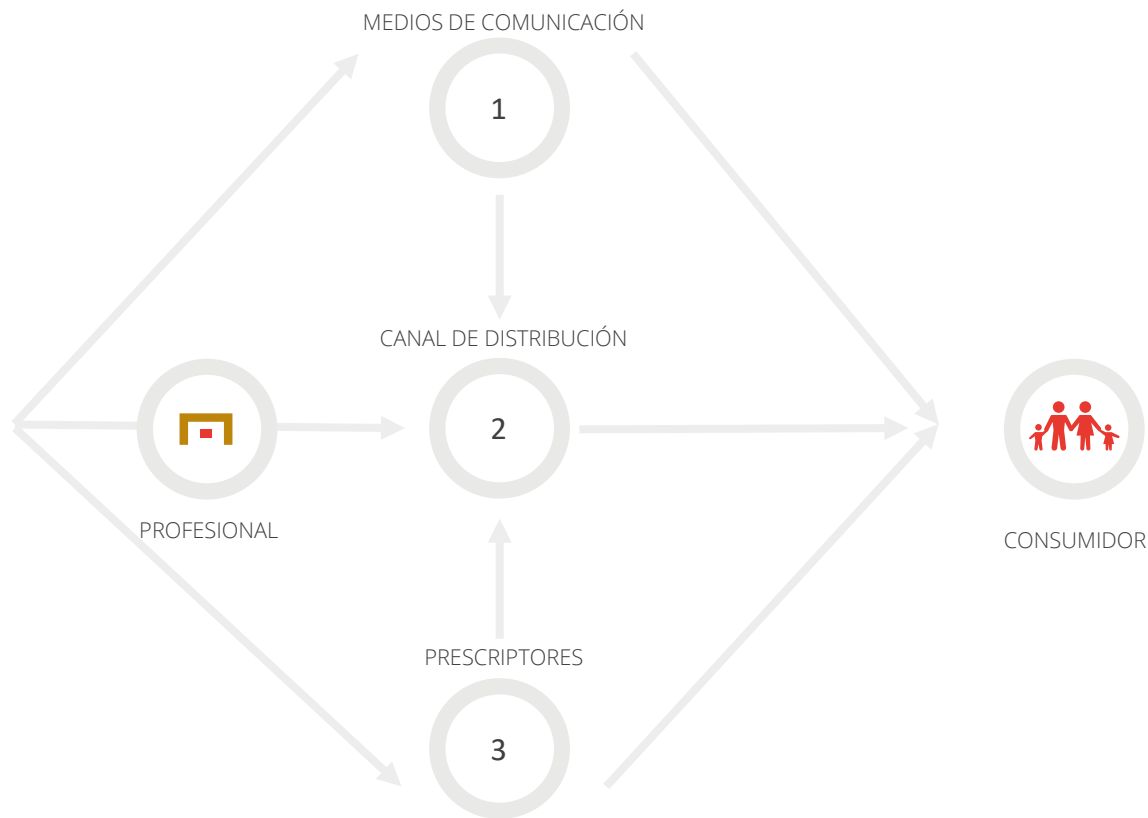 MEDIOS DE COMUNICACIÓN
1
CANAL DE DISTRIBUCIÓN
2
PROFESIONAL
CONSUMIDOR
PRESCRIPTORES
3